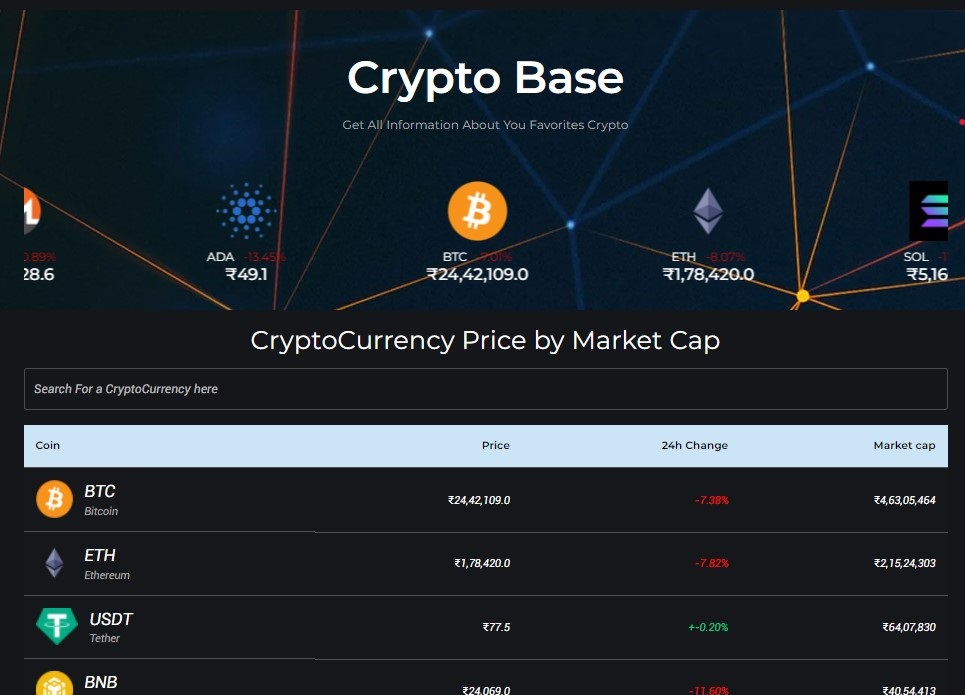 Crypto Base
Get All Information About You Favorites Crypto
0.89% ADA -13.45% BTC -7.01% ETH -8.07% SOL -1
28.6 ₹49.1 ₹24,42,109.0 ₹1,78,420.0 ₹5,16
CryptoCurrency Price by Market Cap
Search For a CryptoCurrency here
Coin Price 24h Change Market cap
BTC
Bitcoin ₹24,42,109.0 -7.38% ₹4,63,05,464
ETH
Ethereum ₹1,78,420.0 -7.82% ₹2,15,24,303
USDT
Tether ₹77.5 +-0.20% ₹64,07,830
BNB ₹24,069.0 -11.60% ₹40,54,413